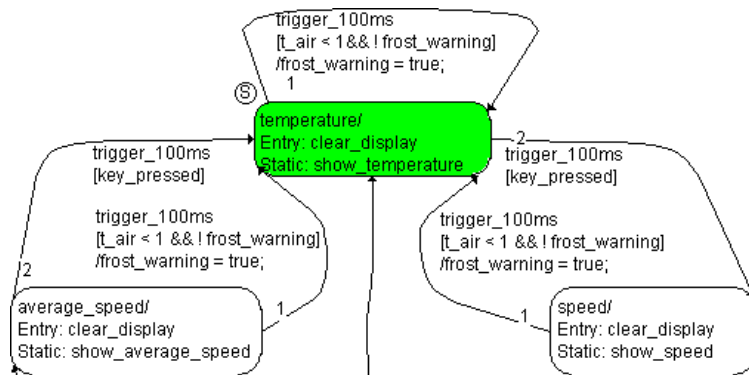 trigger_100ms
[t_air < 1&& ! frost_warning]
/frost_warning = true;
1
S
temperature/
Entry: clear_display
Static: show_temperature
2
trigger_100ms
[key_pressed]
trigger_100ms
[key_pressed]
trigger_100ms
[t_air < 1 && ! frost_warning]
/frost_warning = true;
trigger_100ms
[t_air < 1 && ! frost_warning]
/frost_warning = true;
2
average_speed/
Entry: clear_display
Static: show_average_speed
1
1
speed/
Entry: clear_display
Static: show_speed